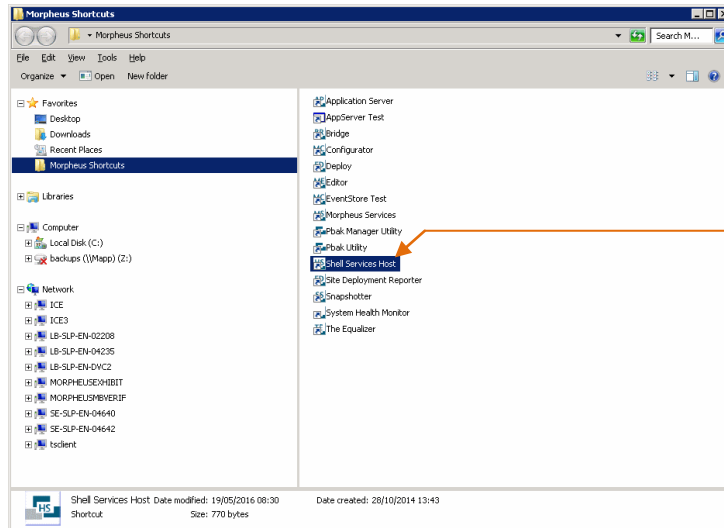 Morpheus Shortcuts
Morpheus Shortcuts
Search M...
File Edit View Tools Help
Organize Open New folder
Favorites
Desktop
Downloads
Recent Places
Morpheus Shortcuts
Libraries
Computer
Local Disk (C:)
backups (\\Mapp) (Z:)
Network
ICE
ICE3
LB-SLP-EN-02208
LB-SLP-EN-04235
LB-SLP-EN-DVC2
MORPHEUSEXHIBIT
MORPHEUSMBVERIF
SE-SLP-EN-04640
SE-SLP-EN-04642
tsclient
Application Server
AppServer Test
Bridge
Configurator
Deploy
Editor
EventStore Test
Morpheus Services
Pbak Manager Utility
Pbak Utility
Shell Services Host
Site Deployment Reporter
Snapshotter
System Health Monitor
The Equalizer
HS
Shell Services Host Date modified: 19/05/2016 08:30 Date created: 28/10/2014 13:43
Shortcut Size: 770 bytes